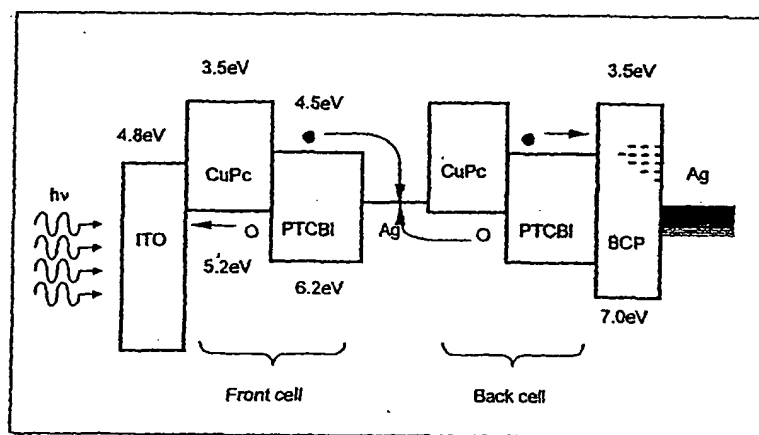 3.5eV
3.5eV
4.5eV
4.8eV
CuPc
CuPc
Ag
hν
ITO
PTCBI
Ag
PTCBI
BCP
5.2eV
6.2eV
7.0eV
Front cell
Back cell